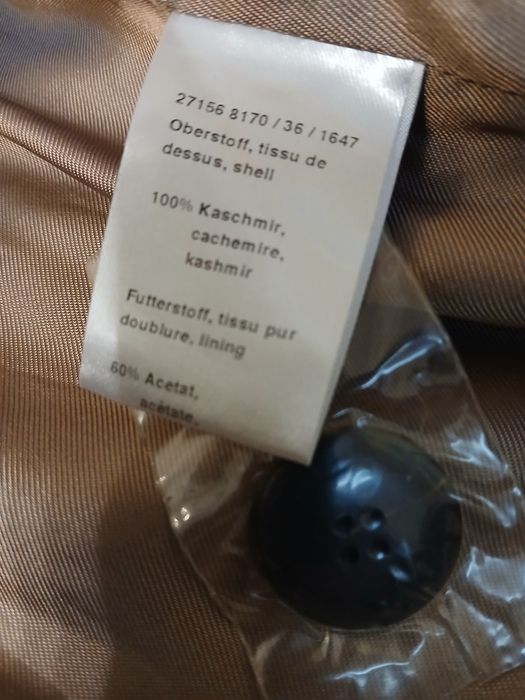 27156 8170 / 36 / 1647
Oberstoff, tissu de
dessus, shell
100% Kaschmir,
cachemire,
kashmir
Futterstoff, tissu pur
doublure, lining
60% Acetat,
acétate,